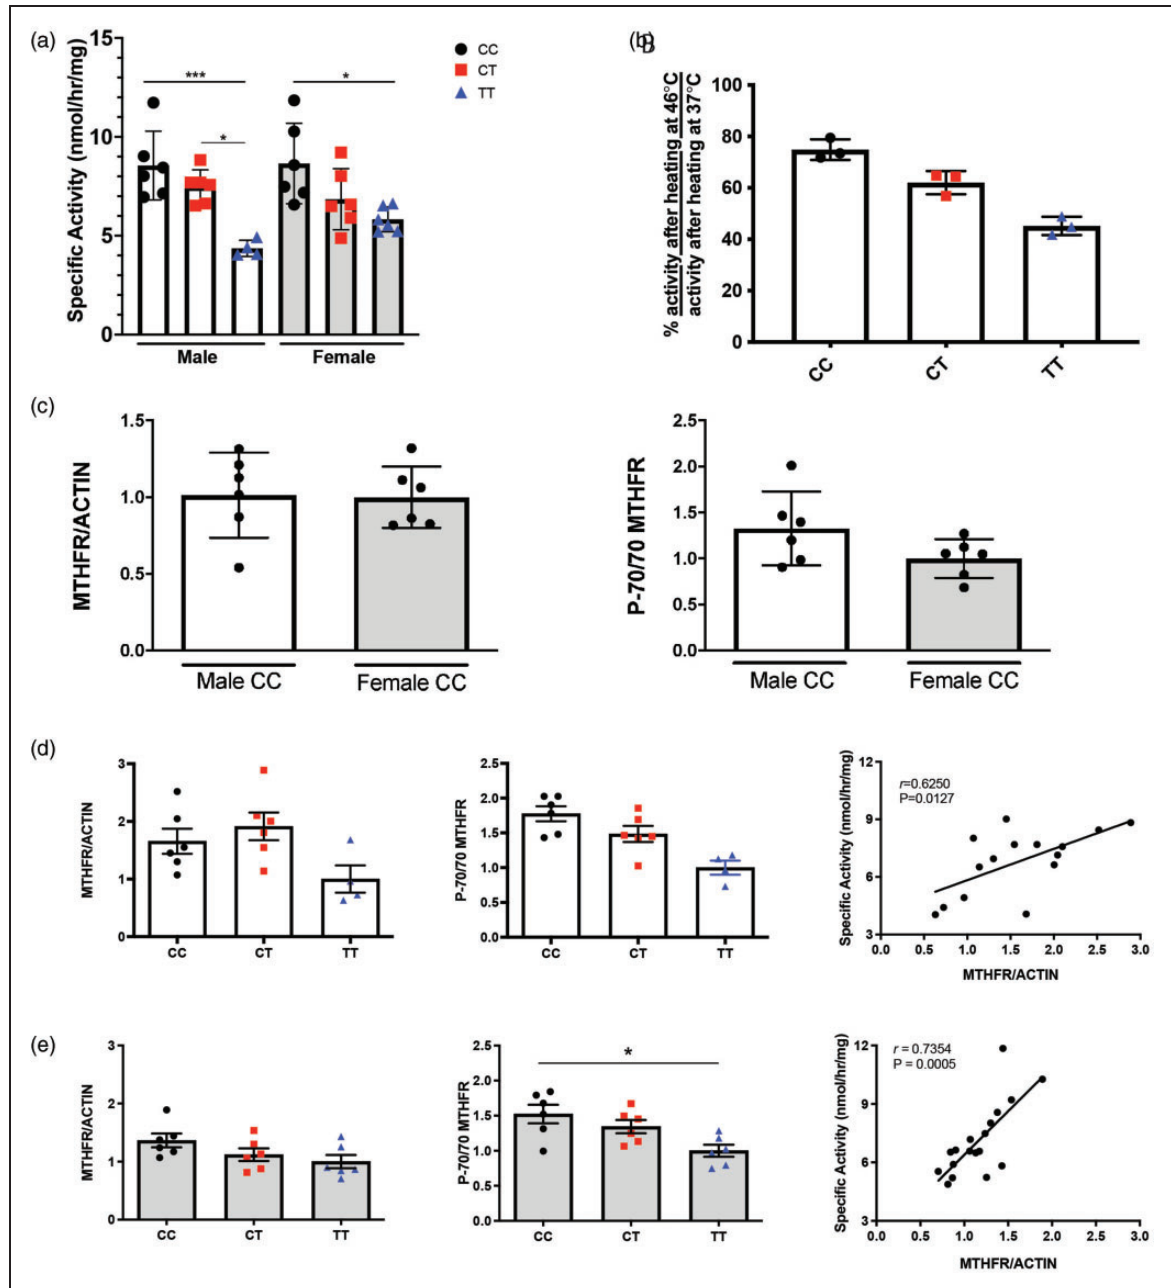 (a)
Specific Activity (nmol/hr/mg)
15
10
5
0
***
*
*
CC
CT
TT
Male
Female
(b)
B
% activity after heating at 46°C
activity after heating at 37°C
100
80
60
40
20
0
CC
CT
TT
(c)
MTHFR/ACTIN
1.5
1.0
0.5
0.0
Male CC
Female CC
P-70/70 MTHFR
2.5
2.0
1.5
1.0
0.5
0.0
Male CC
Female CC
(d)
MTHFR/ACTIN
3
2
1
0
CC
CT
TT
P-70/70 MTHFR
2.5
2.0
1.5
1.0
0.5
0.0
CC
CT
TT
Specific Activity (nmol/hr/mg)
12
9
6
3
r=0.6250
P=0.0127
0.0 0.5 1.0 1.5 2.0 2.5 3.0
MTHFR/ACTIN
(e)
MTHFR/ACTIN
3
2
1
0
CC
CT
TT
P-70/70 MTHFR
2.5
2.0
1.5
1.0
0.5
0.0
*
CC
CT
TT
Specific Activity (nmol/hr/mg)
12
9
6
3
r = 0.7354
P = 0.0005
0.0 0.5 1.0 1.5 2.0 2.5 3.0
MTHFR/ACTIN